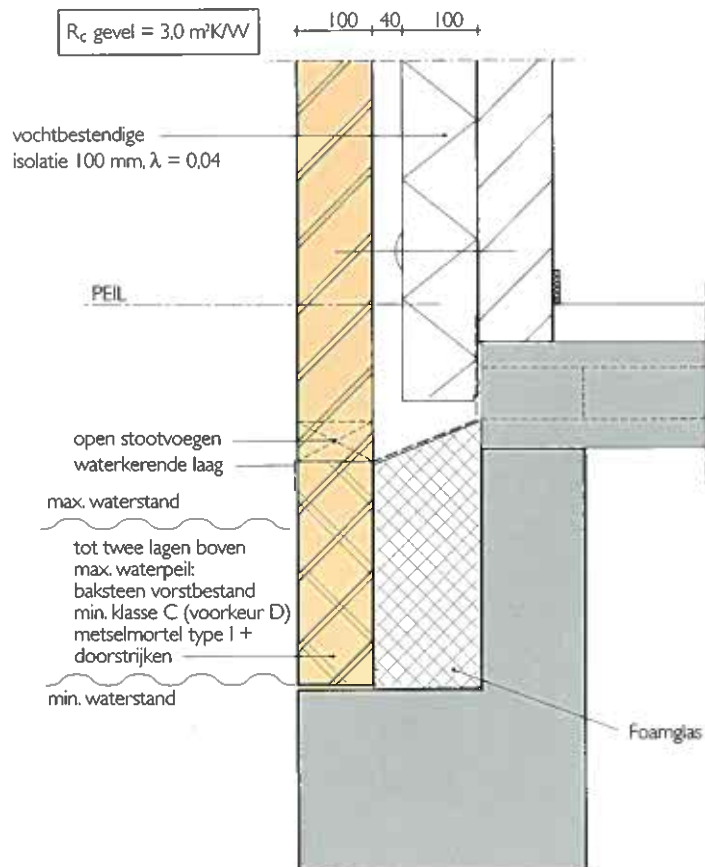 R꜀ gevel = 3,0 m²K/W
100 40 100
vochtbestendige
isolatie 100 mm, λ = 0,04
PEIL
open stootvoegen
waterkerende laag
max. waterstand
tot twee lagen boven
max. waterpeil:
baksteen vorstbestand
min. klasse C (voorkeur D)
metselmortel type I +
doorstrijken
min. waterstand
Foamglas